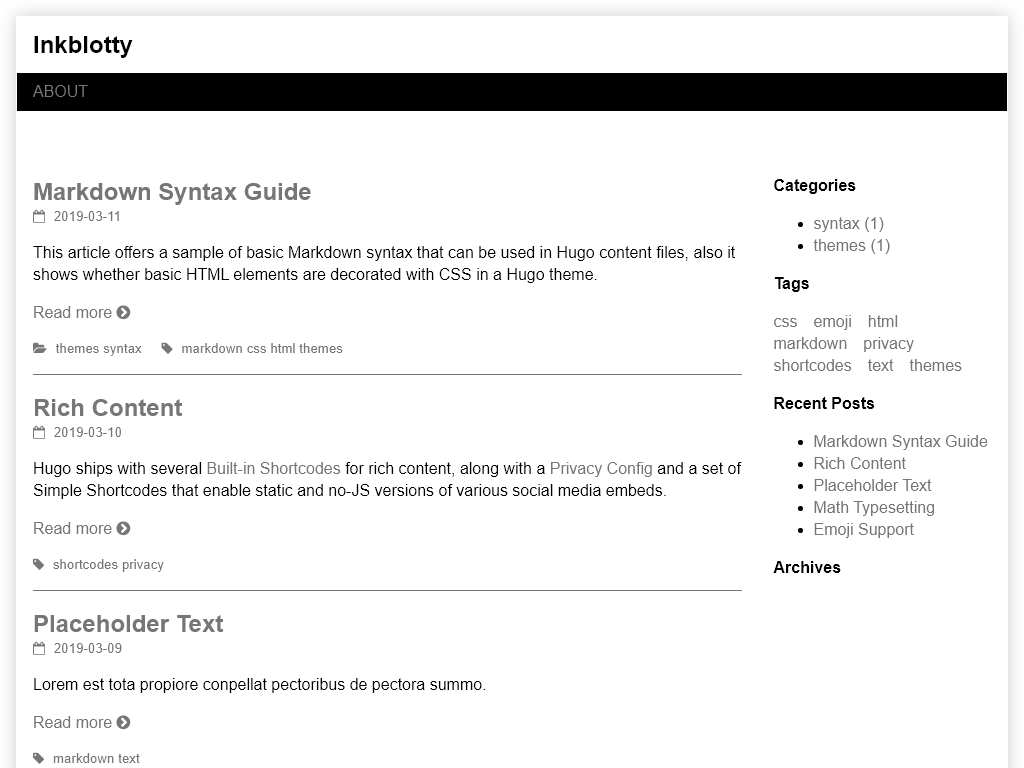 Inkblotty
ABOUT
Markdown Syntax Guide
2019-03-11
This article offers a sample of basic Markdown syntax that can be used in Hugo content files, also it
shows whether basic HTML elements are decorated with CSS in a Hugo theme.
Read more
themes syntax markdown css html themes
Rich Content
2019-03-10
Hugo ships with several Built-in Shortcodes for rich content, along with a Privacy Config and a set of
Simple Shortcodes that enable static and no-JS versions of various social media embeds.
Read more
shortcodes privacy
Placeholder Text
2019-03-09
Lorem est tota propiore conpellat pectoribus de pectora summo.
Read more
markdown text
Categories
syntax (1)
themes (1)
Tags
css emoji html
markdown privacy
shortcodes text themes
Recent Posts
Markdown Syntax Guide
Rich Content
Placeholder Text
Math Typesetting
Emoji Support
Archives